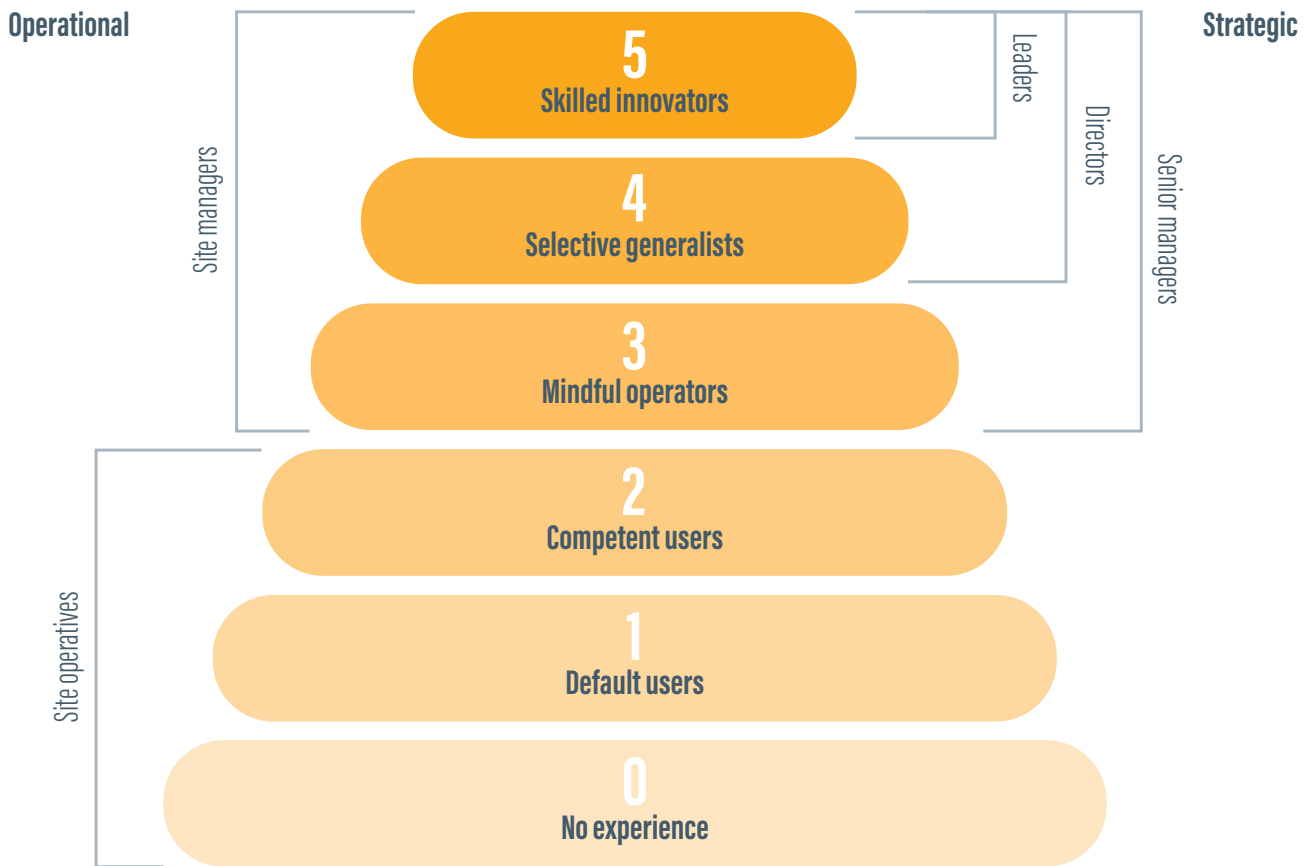 Operational
Strategic
5
Skilled innovators
Leaders
4
Selective generalists
Directors
Site managers
Senior managers
3
Mindful operators
2
Competent users
1
Default users
Site operatives
0
No experience